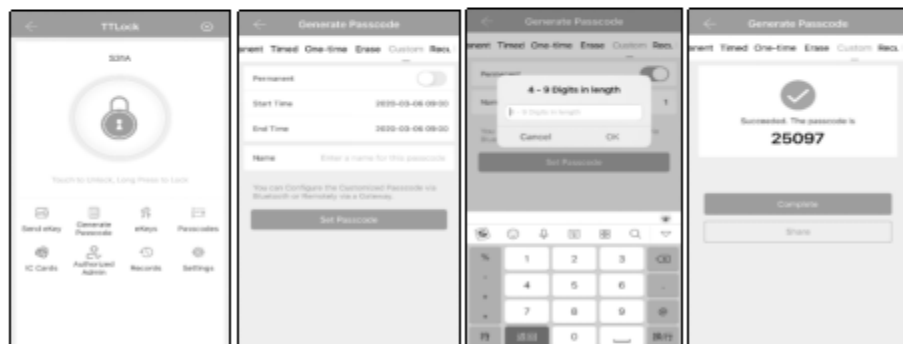 TTLock
S31A
Touch to Unlock, Long Press to Lock
Send eKey
Generate Passcode
eKeys
Passcodes
IC Cards
Authorized Admin
Records
Settings
Generate Passcode
anent Timed One-time Erase Custom Recu
Permanent
Start Time 2020-03-06 09:00
End Time 2020-03-06 09:00
Name Enter a name for this passcode
You can Configure the Customized Passcode via
Bluetooth or Remotely via a Gateway.
Set Passcode
Generate Passcode
anent Timed One-time Erase Custom Recu
4 - 9 Digits in length
4 - 9 Digits in length
Cancel OK
Set Passcode
% 1 2 3
4 5 6
7 8 9 @
符 返回 0 换行
Generate Passcode
anent Timed One-time Erase Custom Recu
Succeeded. The passcode is
25097
Complete
Share